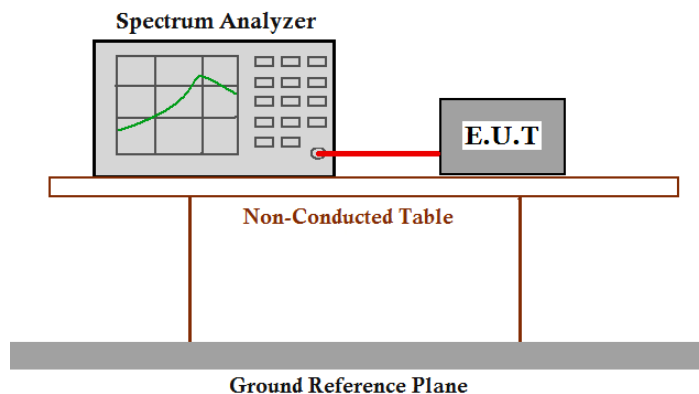 Spectrum Analyzer
E.U.T
Non-Conducted Table
Ground Reference Plane